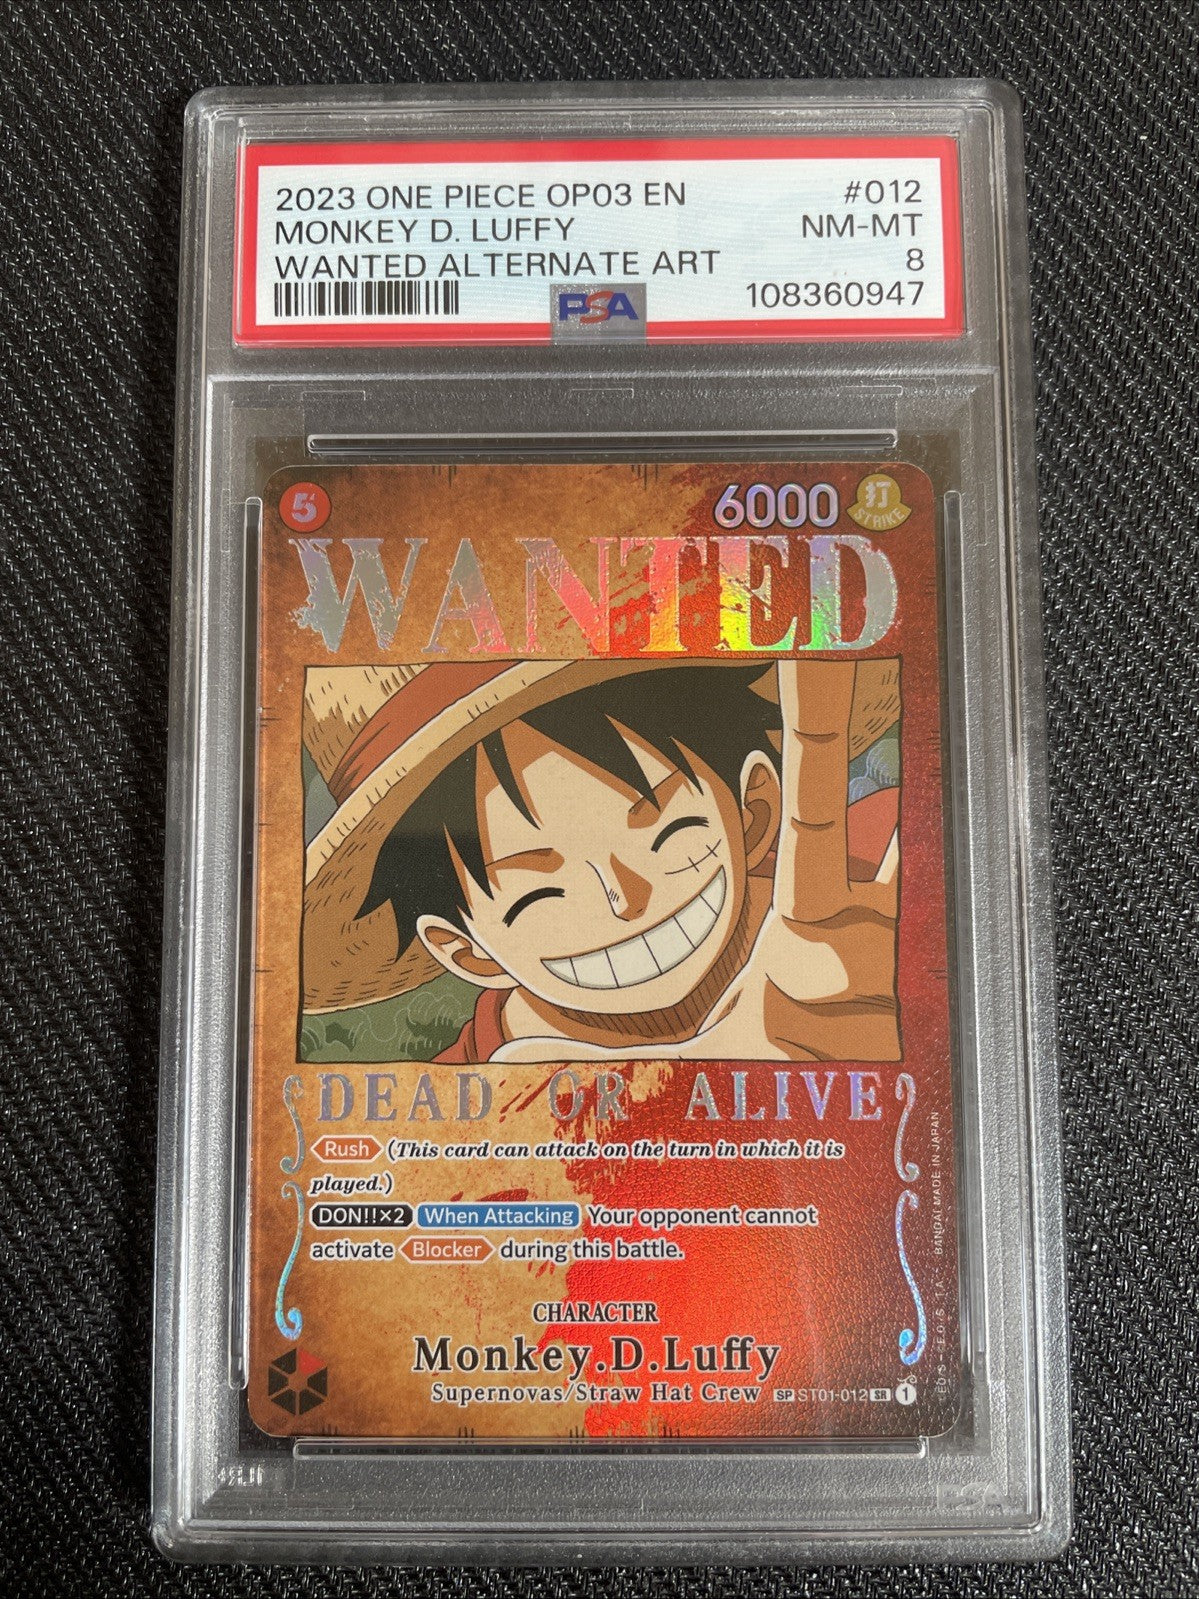 2023 ONE PIECE OP03 EN #012
MONKEY D. LUFFY NM-MT
WANTED ALTERNATE ART 8
PSA 108360947
5 6000 打
STRIKE
WANTED
DEAD OR ALIVE
Rush (This card can attack on the turn in which it is
played.)
DON!!×2 When Attacking Your opponent cannot
activate Blocker during this battle.
CHARACTER
Monkey.D.Luffy
Supernovas/Straw Hat Crew SP ST01-012 SR 1
BANDAI MADE IN JAPAN
PSA